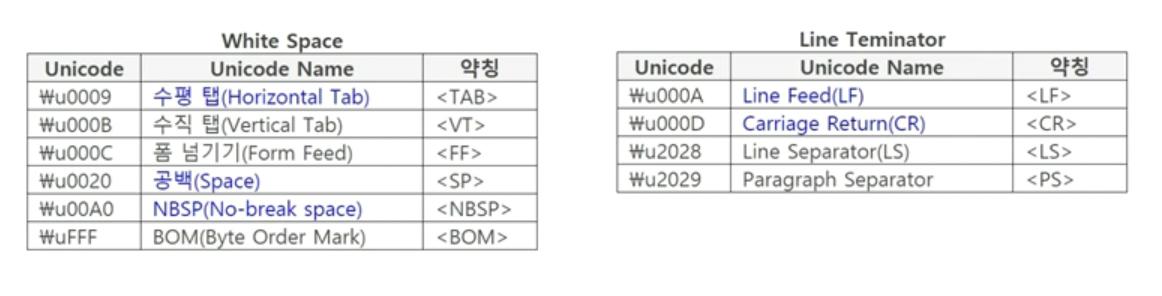 White Space
Unicode Unicode Name 약칭
₩u0009 수평 탭(Horizontal Tab) <TAB>
₩u000B 수직 탭(Vertical Tab) <VT>
₩u000C 폼 넘기기(Form Feed) <FF>
₩u0020 공백(Space) <SP>
₩u00A0 NBSP(No-break space) <NBSP>
₩uFFF BOM(Byte Order Mark) <BOM>
Line Teminator
Unicode Unicode Name 약칭
₩u000A Line Feed(LF) <LF>
₩u000D Carriage Return(CR) <CR>
₩u2028 Line Separator(LS) <LS>
₩u2029 Paragraph Separator <PS>